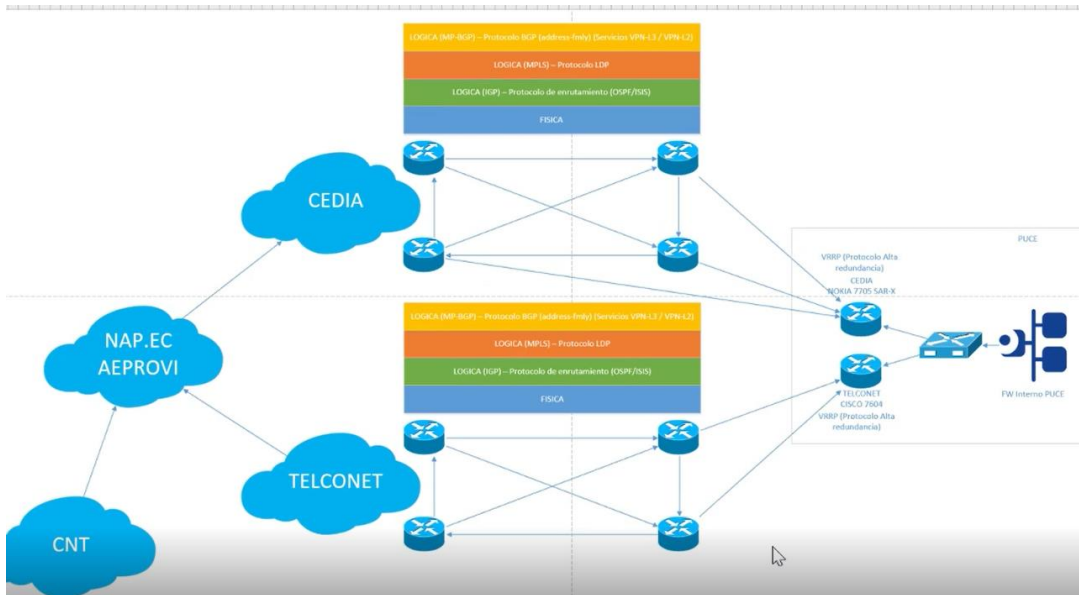 LOGICA (MP-BGP) – Protocolo BGP (address-fmly) (Servicios VPN-L3 / VPN-L2)
LOGICA (MPLS) – Protocolo LDP
LOGICA (IGP) – Protocolo de enrutamiento (OSPF/ISIS)
FISICA
CEDIA
PUCE
VRRP (Protocolo Alta
redundancia)
CEDIA
NOKIA 7705 SAR-X
LOGICA (MP-BGP) – Protocolo BGP (address-fmly) (Servicios VPN-L3 / VPN-L2)
LOGICA (MPLS) – Protocolo LDP
LOGICA (IGP) – Protocolo de enrutamiento (OSPF/ISIS)
FISICA
NAP.EC
AEPROVI
TELCONET
CISCO 7604
VRRP (Protocolo Alta
redundancia)
FW Interno PUCE
TELCONET
CNT